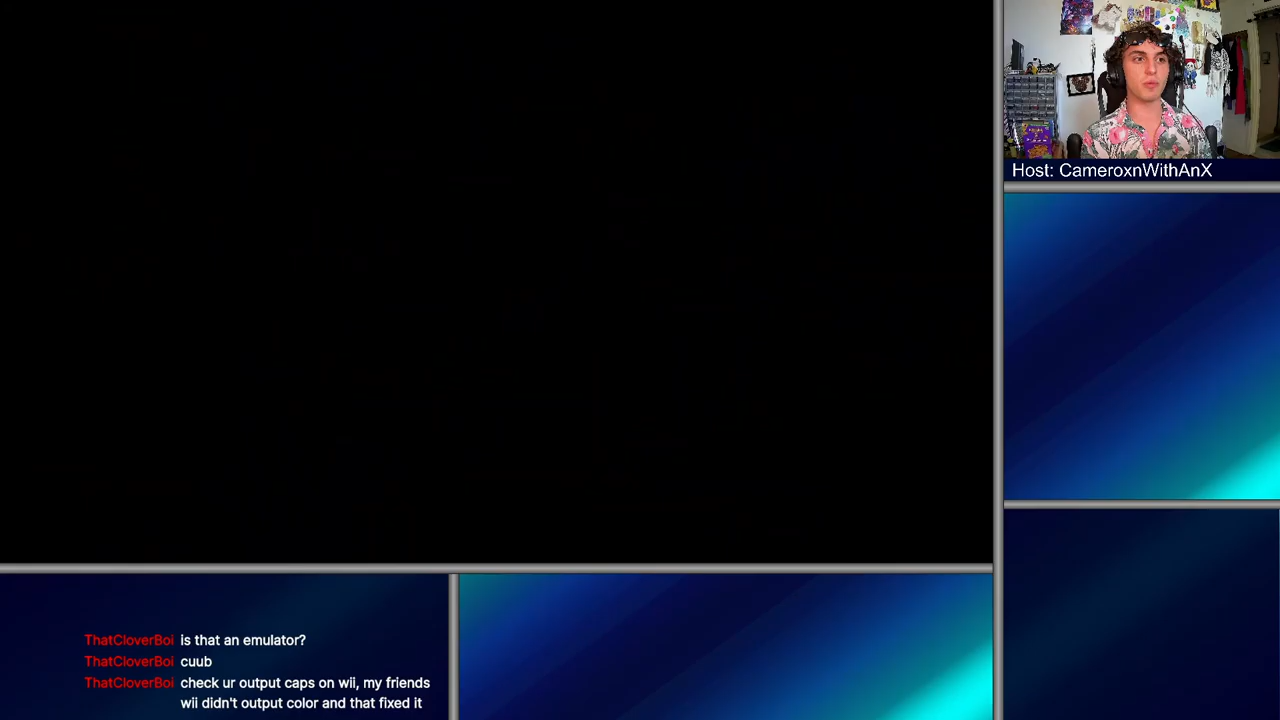 Host: CameroxnWithAnX
ThatCloverBoi is that an emulator?
ThatCloverBoi cuub
ThatCloverBoi check ur output caps on wii, my friends
wii didn't output color and that fixed it